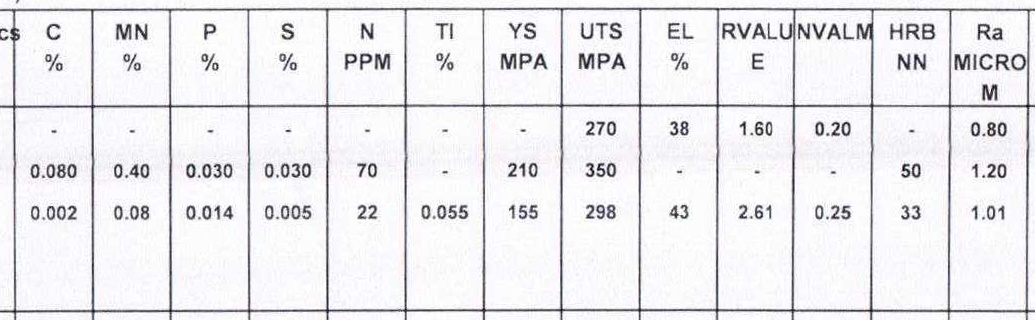 cs C MN P S N TI YS UTS EL RVALU NVALM HRB Ra
% % % % PPM % MPA MPA % E NN MICRO
M
- - - - - - - 270 38 1.60 0.20 - 0.80
0.080 0.40 0.030 0.030 70 - 210 350 - - - 50 1.20
0.002 0.08 0.014 0.005 22 0.055 155 298 43 2.61 0.25 33 1.01